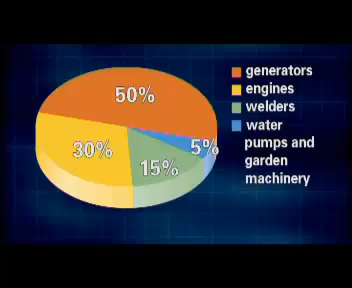 50%
30%
15%
5%
generators
engines
welders
water
pumps and
garden
machinery